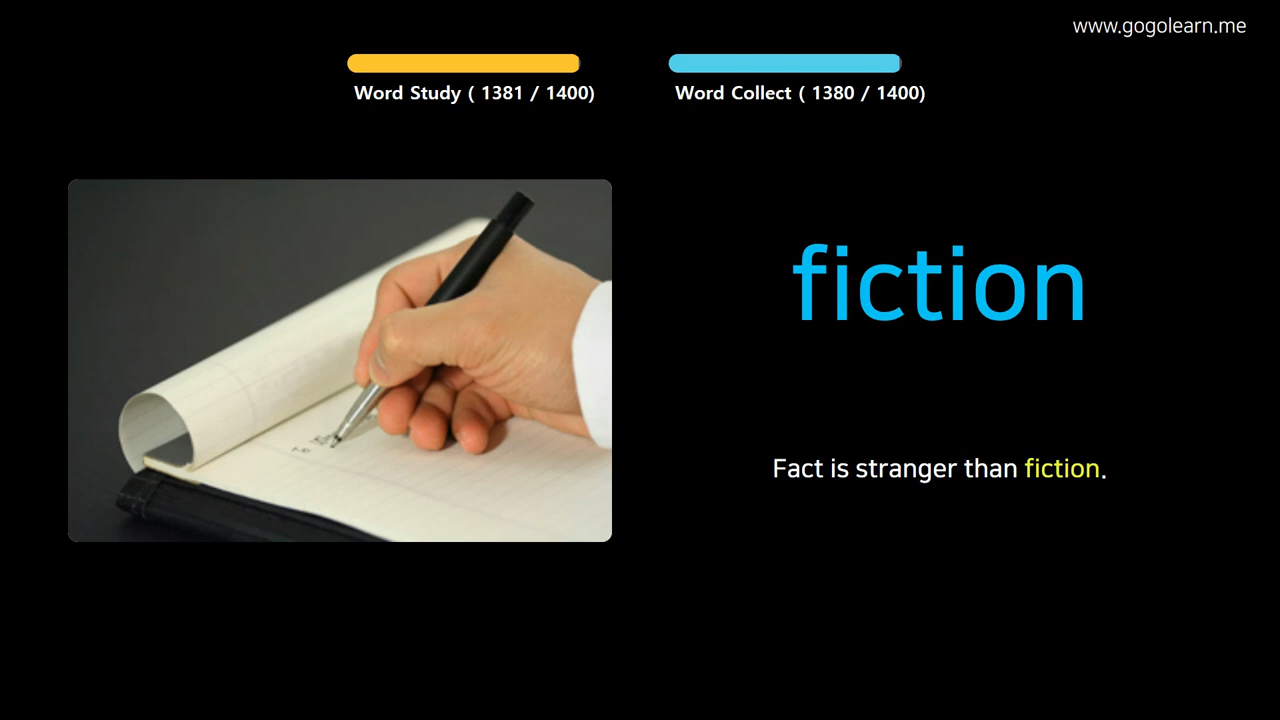 www.gogolearn.me
Word Study ( 1381 / 1400)
Word Collect ( 1380 / 1400)
fiction
Fact is stranger than fiction.